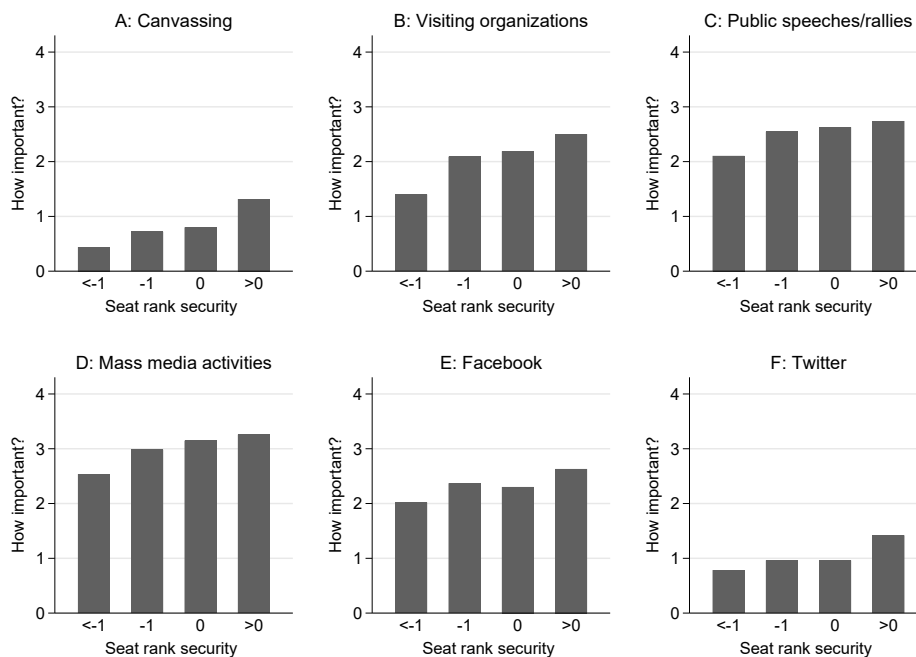 A: Canvassing
B: Visiting organizations
C: Public speeches/rallies
How important?
4
3
2
1
0
<-1 -1 0 >0
Seat rank security
How important?
4
3
2
1
0
<-1 -1 0 >0
Seat rank security
How important?
4
3
2
1
0
<-1 -1 0 >0
Seat rank security
D: Mass media activities
E: Facebook
F: Twitter
How important?
4
3
2
1
0
<-1 -1 0 >0
Seat rank security
How important?
4
3
2
1
0
<-1 -1 0 >0
Seat rank security
How important?
4
3
2
1
0
<-1 -1 0 >0
Seat rank security